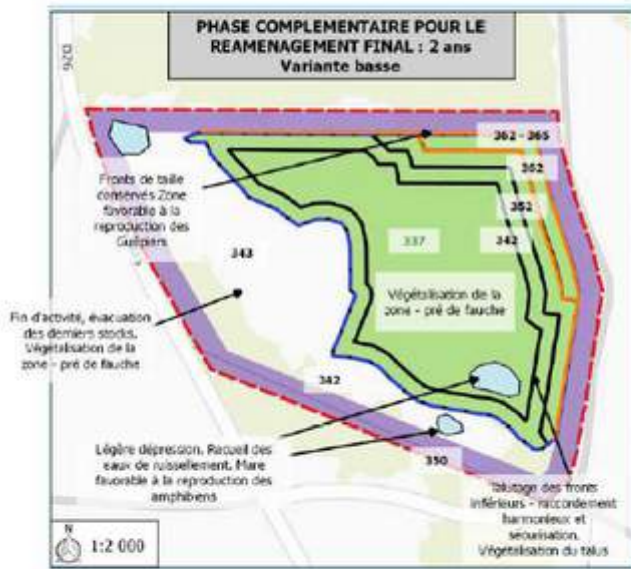 PHASE COMPLEMENTAIRE POUR LE
REAMENAGEMENT FINAL : 2 ans
Variante basse
D26
362 - 365
362
352
342
337
343
Fronts de taille
conservés Zone
favorable à la
reproduction des
Guêpiers
Végétalisation de la
zone - pré de fauche
Fin d'activité, évacuation
des derniers stocks.
Végétalisation de la
zone - pré de fauche
342
350
Légère dépression. Recueil des
eaux de ruissellement. Mare
favorable à la reproduction des
amphibiens
Talutage des fronts
inférieurs - raccordement
harmonieux et
sécurisation.
Végétalisation du talus
N
1:2 000